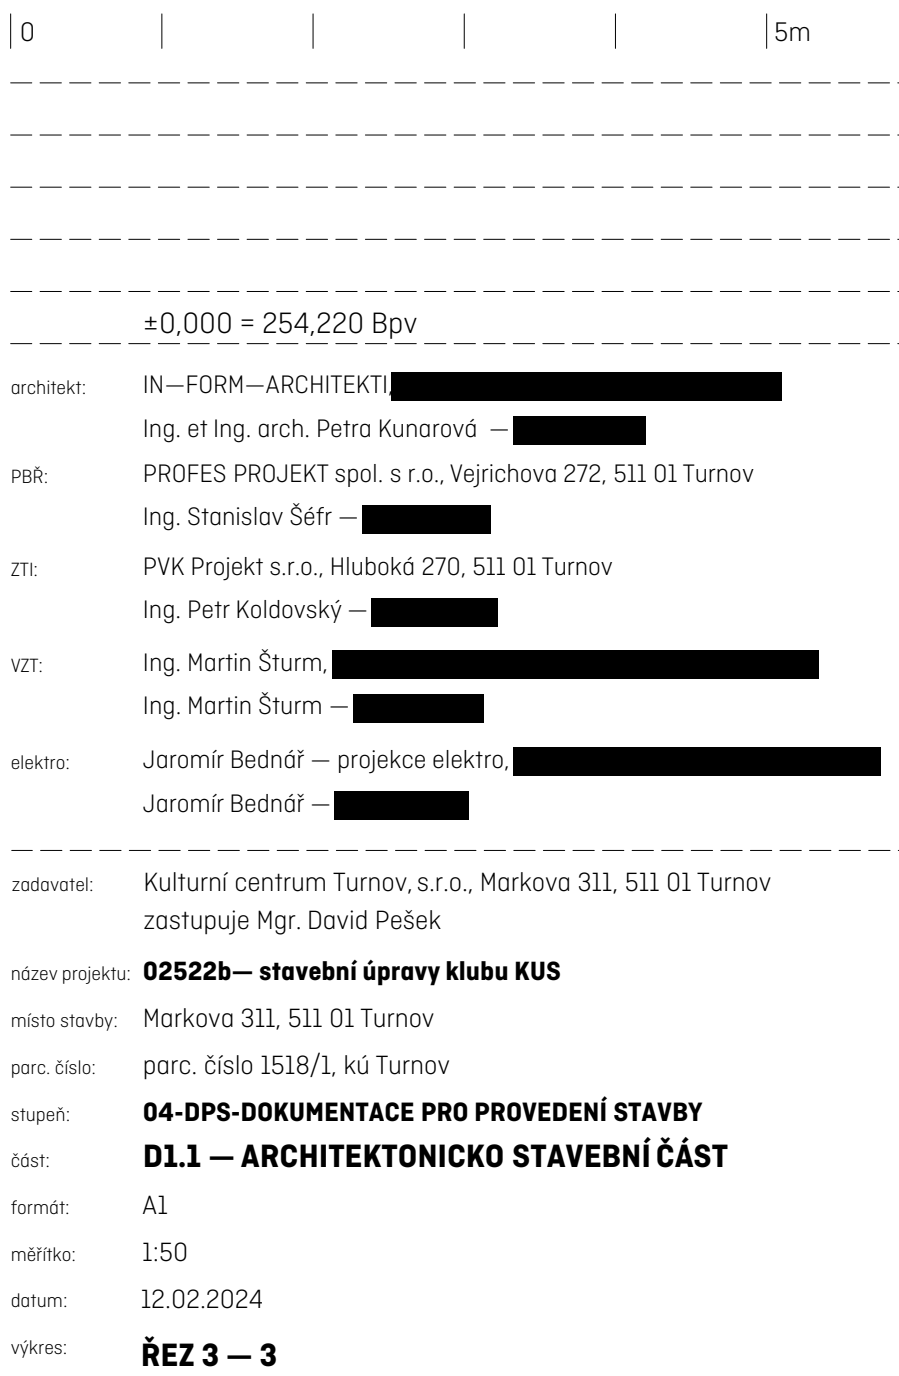 0 5m
±0,000 = 254,220 Bpv
architekt: IN—FORM—ARCHITEKTI,
Ing. et Ing. arch. Petra Kunarová —
PBŘ: PROFES PROJEKT spol. s r.o., Vejrichova 272, 511 01 Turnov
Ing. Stanislav Šéfr —
ZTI: PVK Projekt s.r.o., Hluboká 270, 511 01 Turnov
Ing. Petr Koldovský —
VZT: Ing. Martin Šturm,
Ing. Martin Šturm —
elektro: Jaromír Bednář — projekce elektro,
Jaromír Bednář —
zadavatel: Kulturní centrum Turnov, s.r.o., Markova 311, 511 01 Turnov
zastupuje Mgr. David Pešek
název projektu: 02522b— stavební úpravy klubu KUS
místo stavby: Markova 311, 511 01 Turnov
parc. číslo: parc. číslo 1518/1, kú Turnov
stupeň: 04-DPS-DOKUMENTACE PRO PROVEDENÍ STAVBY
část: D1.1 — ARCHITEKTONICKO STAVEBNÍ ČÁST
formát: A1
měřítko: 1:50
datum: 12.02.2024
výkres: ŘEZ 3 — 3